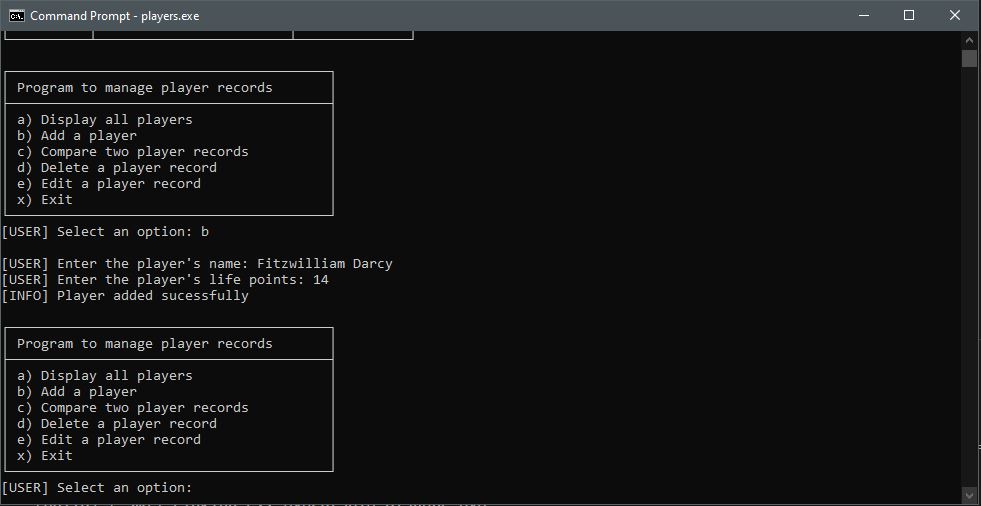 Command Prompt - players.exe
Program to manage player records
a) Display all players
b) Add a player
c) Compare two player records
d) Delete a player record
e) Edit a player record
x) Exit
[USER] Select an option: b
[USER] Enter the player's name: Fitzwilliam Darcy
[USER] Enter the player's life points: 14
[INFO] Player added sucessfully
Program to manage player records
a) Display all players
b) Add a player
c) Compare two player records
d) Delete a player record
e) Edit a player record
x) Exit
[USER] Select an option: